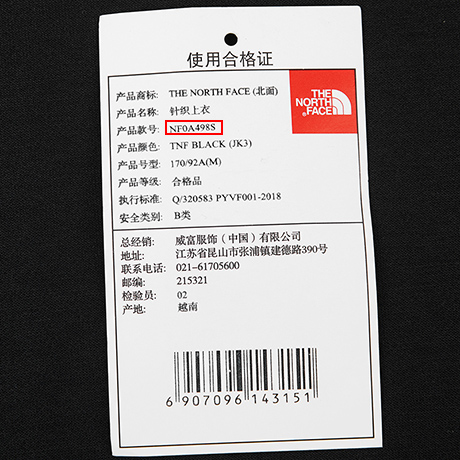 使用合格证
产品商标: THE NORTH FACE (北面)
产品名称: 针织上衣
产品款号: NF0A498S
产品颜色: TNF BLACK (JK3)
产品号型: 170/92A(M)
产品等级: 合格品
执行标准: Q/320583 PYVF001-2018
安全类别: B类
THE
NORTH
FACE
总经销: 威富服饰（中国）有限公司
地址: 江苏省昆山市张浦镇建德路390号
联系电话: 021-61705600
邮编: 215321
检验员: 02
产地: 越南
6 907096 143151